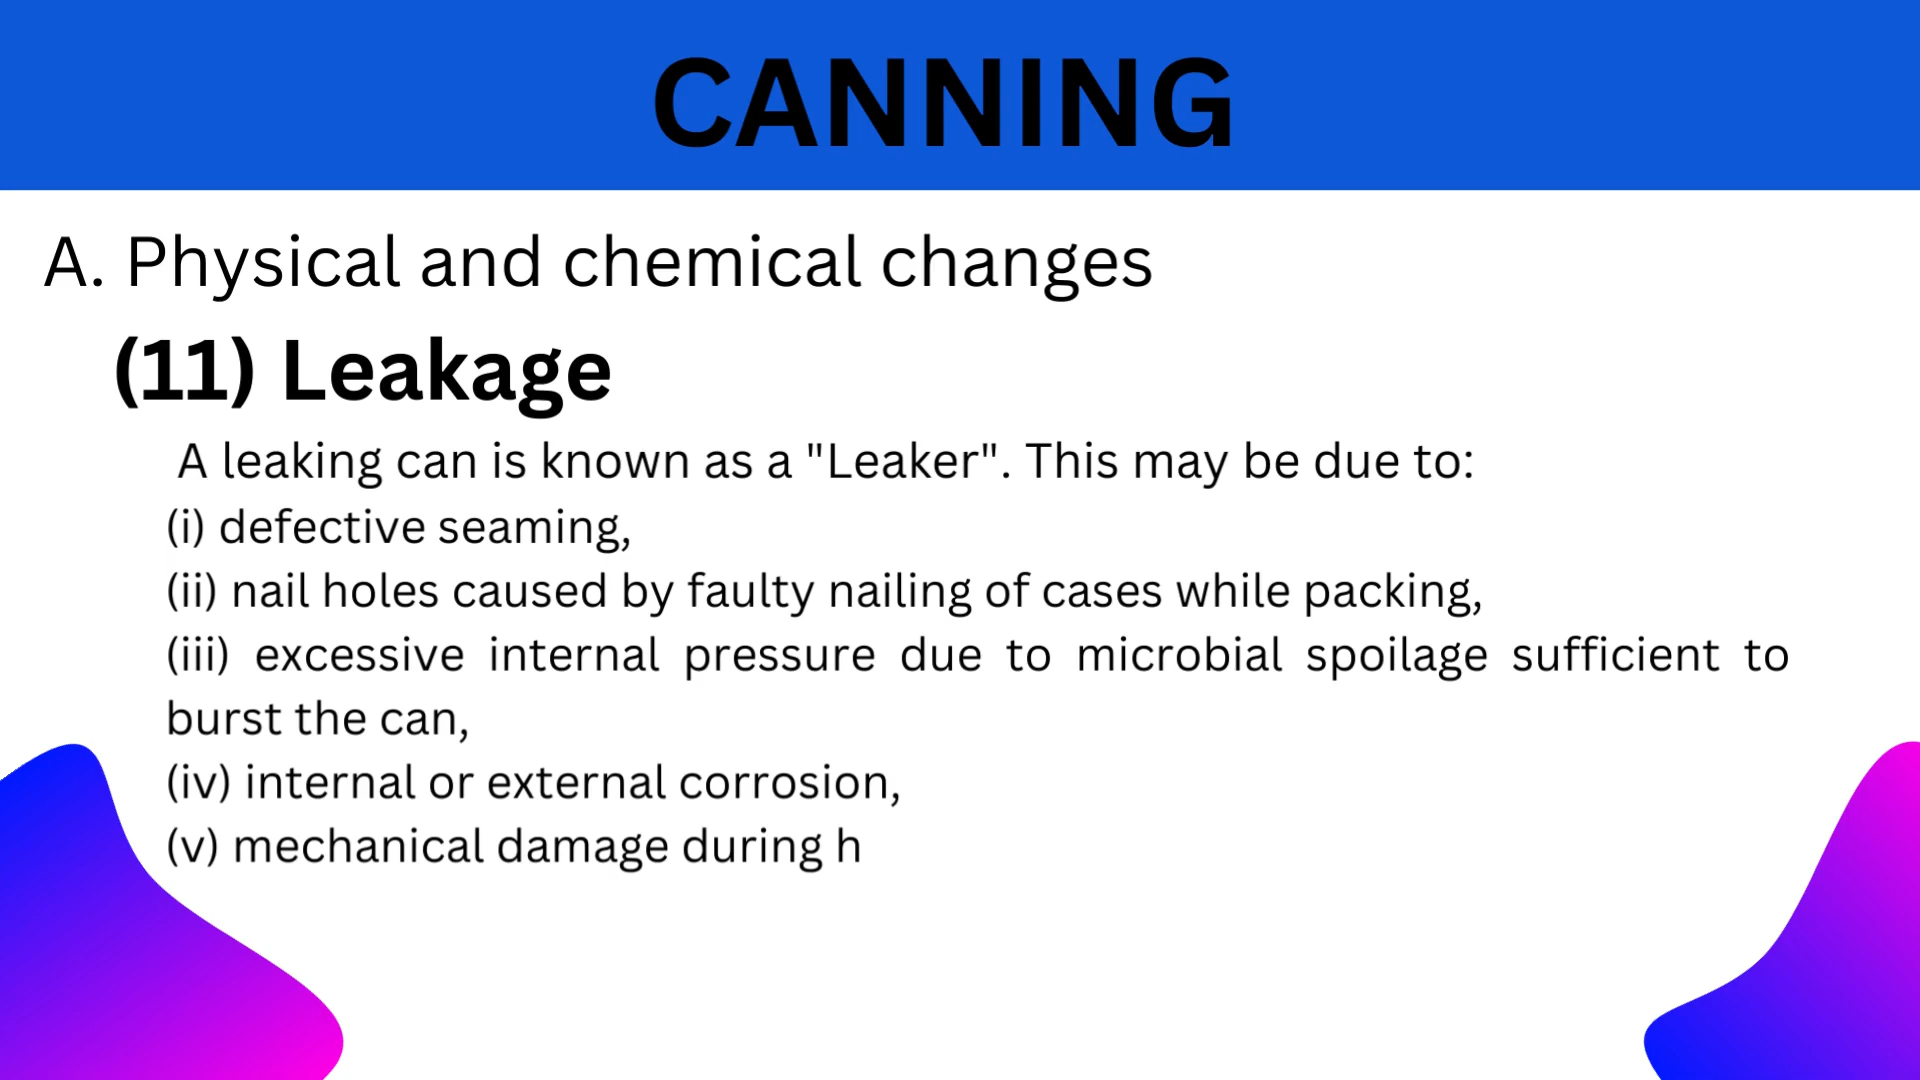 CANNING
A. Physical and chemical changes
(11) Leakage
A leaking can is known as a "Leaker". This may be due to:
(i) defective seaming,
(ii) nail holes caused by faulty nailing of cases while packing,
(iii) excessive internal pressure due to microbial spoilage sufficient to
burst the can,
(iv) internal or external corrosion,
(v) mechanical damage during h